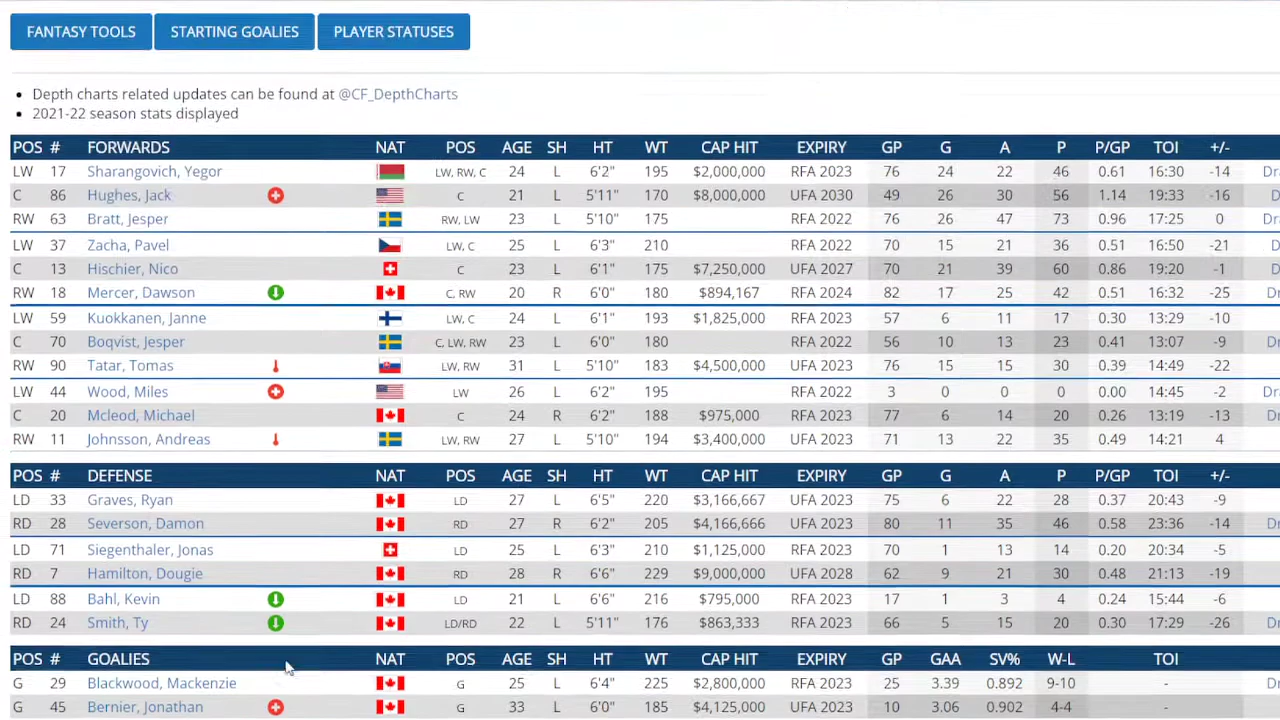 FANTASY TOOLS STARTING GOALIES PLAYER STATUSES
Depth charts related updates can be found at @CF_DepthCharts
2021-22 season stats displayed
POS # FORWARDS NAT POS AGE SH HT WT CAP HIT EXPIRY GP G A P P/GP TOI +/-
LW 17 Sharangovich, Yegor LW, RW, C 24 L 6'2" 195 $2,000,000 RFA 2023 76 24 22 46 0.61 16:30 -14
C 86 Hughes, Jack C 21 L 5'11" 170 $8,000,000 UFA 2030 49 26 30 56 1.14 19:33 -16
RW 63 Bratt, Jesper RW, LW 23 L 5'10" 175 RFA 2022 76 26 47 73 0.96 17:25 0
LW 37 Zacha, Pavel LW, C 25 L 6'3" 210 RFA 2022 70 15 21 36 0.51 16:50 -21
C 13 Hischier, Nico C 23 L 6'1" 175 $7,250,000 UFA 2027 70 21 39 60 0.86 19:20 -1
RW 18 Mercer, Dawson C, RW 20 R 6'0" 180 $894,167 RFA 2024 82 17 25 42 0.51 16:32 -25
LW 59 Kuokkanen, Janne LW, C 24 L 6'1" 193 $1,825,000 RFA 2023 57 6 11 17 0.30 13:29 -10
C 70 Boqvist, Jesper C, LW, RW 23 L 6'0" 180 RFA 2022 56 10 13 23 0.41 13:07 -9
RW 90 Tatar, Tomas LW, RW 31 L 5'10" 183 $4,500,000 UFA 2023 76 15 15 30 0.39 14:49 -22
LW 44 Wood, Miles LW 26 L 6'2" 195 RFA 2022 3 0 0 0 0.00 14:45 -2
C 20 Mcleod, Michael C 24 R 6'2" 188 $975,000 RFA 2023 77 6 14 20 0.26 13:19 -13
RW 11 Johnsson, Andreas LW, RW 27 L 5'10" 194 $3,400,000 UFA 2023 71 13 22 35 0.49 14:21 4
POS # DEFENSE NAT POS AGE SH HT WT CAP HIT EXPIRY GP G A P P/GP TOI +/-
LD 33 Graves, Ryan LD 27 L 6'5" 220 $3,166,667 UFA 2023 75 6 22 28 0.37 20:43 -9
RD 28 Severson, Damon RD 27 R 6'2" 205 $4,166,666 UFA 2023 80 11 35 46 0.58 23:36 -14
LD 71 Siegenthaler, Jonas LD 25 L 6'3" 210 $1,125,000 RFA 2023 70 1 13 14 0.20 20:34 -5
RD 7 Hamilton, Dougie RD 28 R 6'6" 229 $9,000,000 UFA 2028 62 9 21 30 0.48 21:13 -19
LD 88 Bahl, Kevin LD 21 L 6'6" 216 $795,000 RFA 2023 17 1 3 4 0.24 15:44 -6
RD 24 Smith, Ty LD/RD 22 L 5'11" 176 $863,333 RFA 2023 66 5 15 20 0.30 17:29 -26
POS # GOALIES NAT POS AGE SH HT WT CAP HIT EXPIRY GP GAA SV% W-L TOI
G 29 Blackwood, Mackenzie G 25 L 6'4" 225 $2,800,000 RFA 2023 25 3.39 0.892 9-10 -
G 45 Bernier, Jonathan G 33 L 6'0" 185 $4,125,000 UFA 2023 10 3.06 0.902 4-4 -